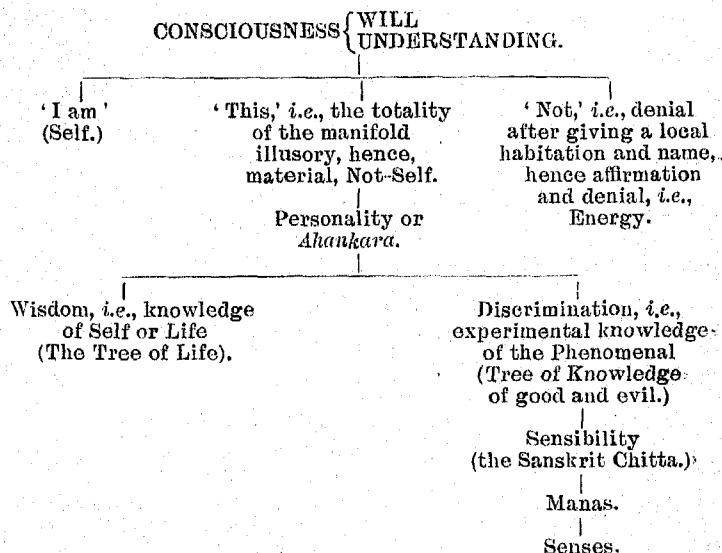 CONSCIOUSNESS { WILL
UNDERSTANDING.
'I am'
(Self.)
'This,' i.e., the totality
of the manifold
illusory, hence,
material, Not-Self.
'Not,' i.e., denial
after giving a local
habitation and name,
hence affirmation
and denial, i.e.,
Energy.
Personality or
Ahankara.
Wisdom, i.e., knowledge
of Self or Life
(The Tree of Life).
Discrimination, i.e.,
experimental knowledge
of the Phenomenal
(Tree of Knowledge
of good and evil.)
Sensibility
(the Sanskrit Chitta.)
Manas.
Senses.